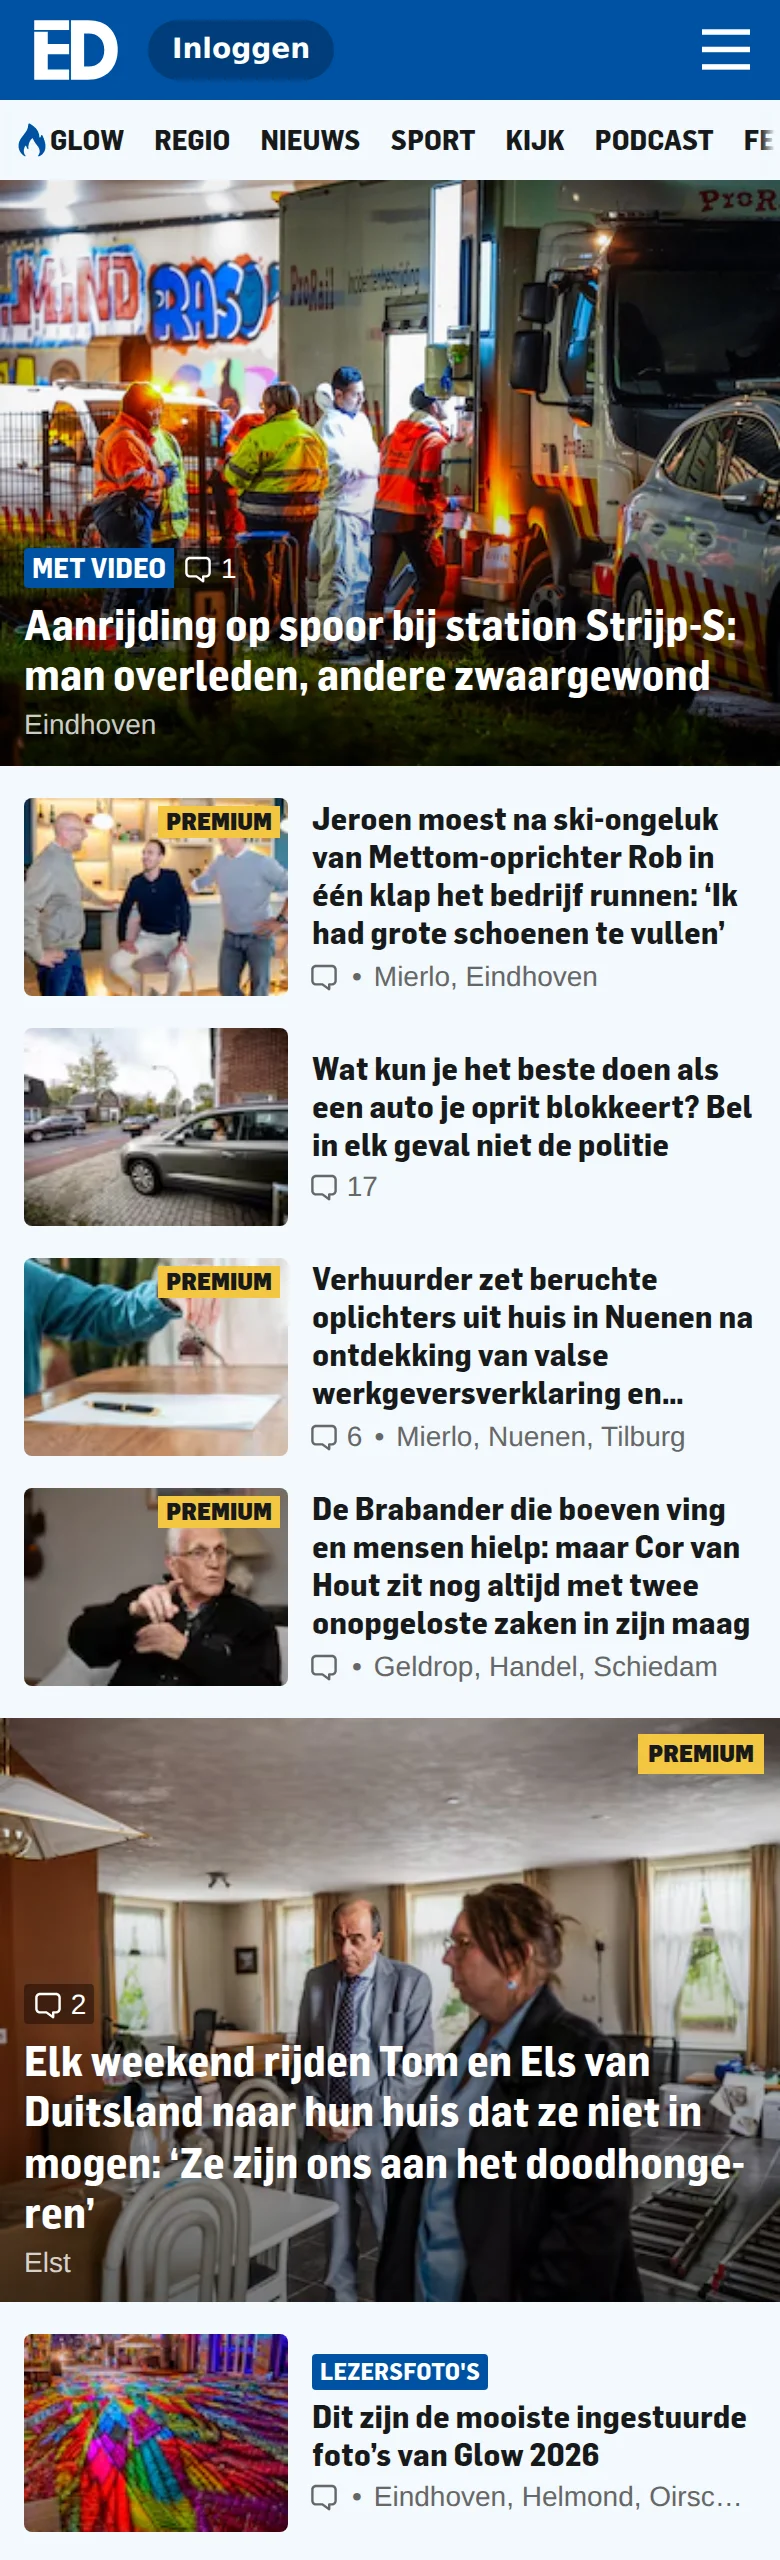 ED
Inloggen
GLOW REGIO NIEUWS SPORT KIJK PODCAST FE
ProR
MIND RASO
ProRail
MET VIDEO 1
Aanrijding op spoor bij station Strijp-S:
man overleden, andere zwaargewond
Eindhoven
PREMIUM
Jeroen moest na ski-ongeluk
van Mettom-oprichter Rob in
één klap het bedrijf runnen: ‘Ik
had grote schoenen te vullen’
• Mierlo, Eindhoven
Wat kun je het beste doen als
een auto je oprit blokkeert? Bel
in elk geval niet de politie
17
PREMIUM
Verhuurder zet beruchte
oplichters uit huis in Nuenen na
ontdekking van valse
werkgeversverklaring en...
6 • Mierlo, Nuenen, Tilburg
PREMIUM
De Brabander die boeven ving
en mensen hielp: maar Cor van
Hout zit nog altijd met twee
onopgeloste zaken in zijn maag
• Geldrop, Handel, Schiedam
PREMIUM
2
Elk weekend rijden Tom en Els van
Duitsland naar hun huis dat ze niet in
mogen: ‘Ze zijn ons aan het doodhonge-
ren’
Elst
LEZERSFOTO'S
Dit zijn de mooiste ingestuurde
foto’s van Glow 2026
• Eindhoven, Helmond, Oirsc...